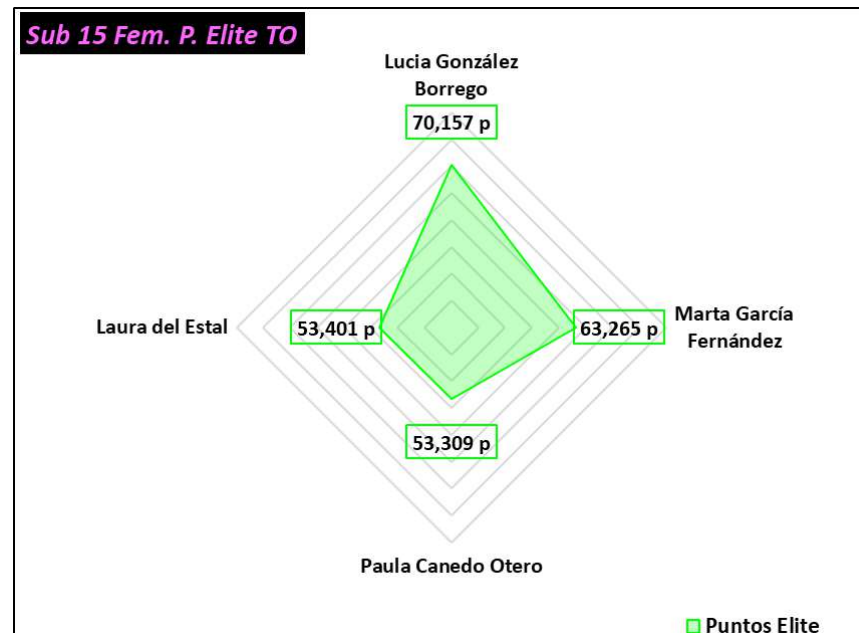 Sub 15 Fem. P. Elite TO
Lucia González
Borrego
70,157 p
Laura del Estal
53,401 p
63,265 p
Marta García
Fernández
53,309 p
Paula Canedo Otero
Puntos Elite